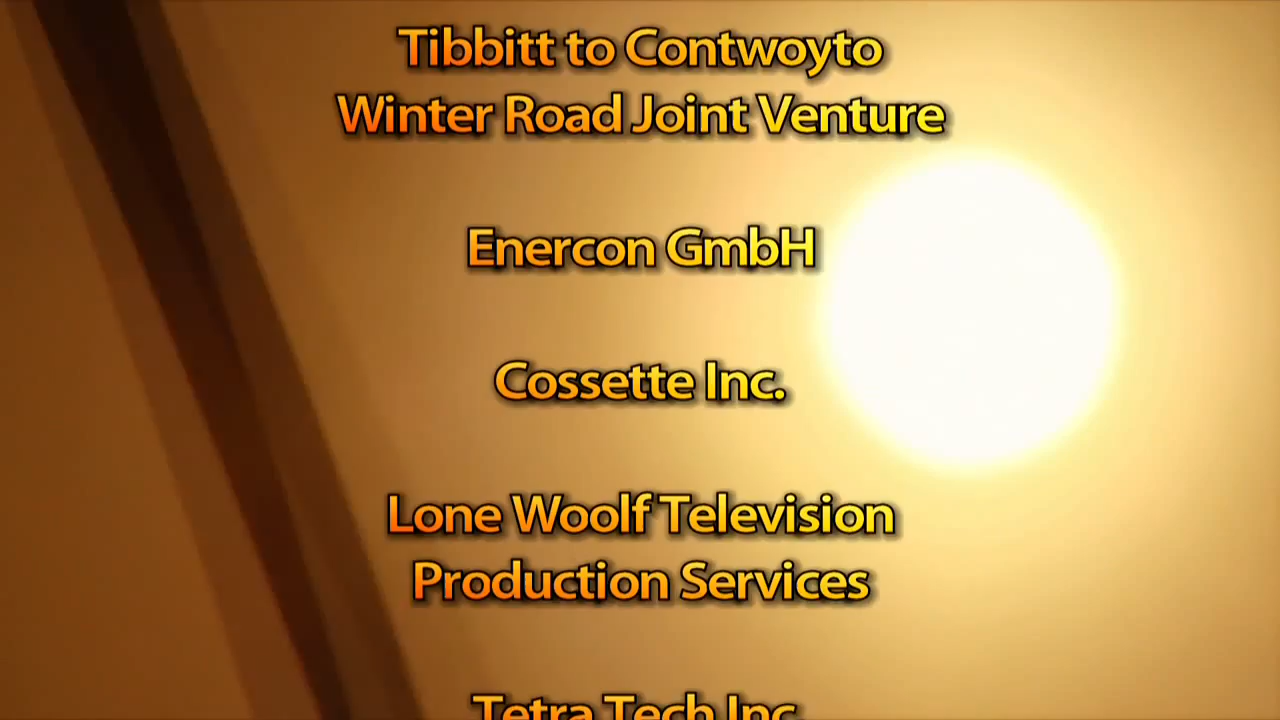 Tibbitt to Contwoyto
Winter Road Joint Venture
Enercon GmbH
Cossette Inc.
Lone Woolf Television
Production Services
Tetra Tech Inc.